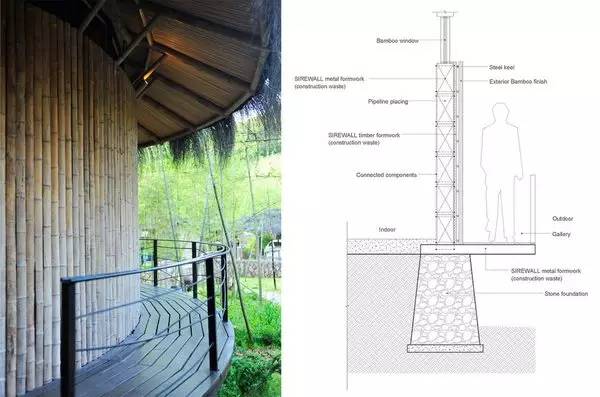 Bamboo window
Steel keel
SIREWALL metal formwork
(construction waste)
Exterior Bamboo finish
Pipeline placing
SIREWALL timber formwork
(construction waste)
Connected components
Indoor
Outdoor
Gallery
SIREWALL metal formwork
(construction waste)
Stone foundation